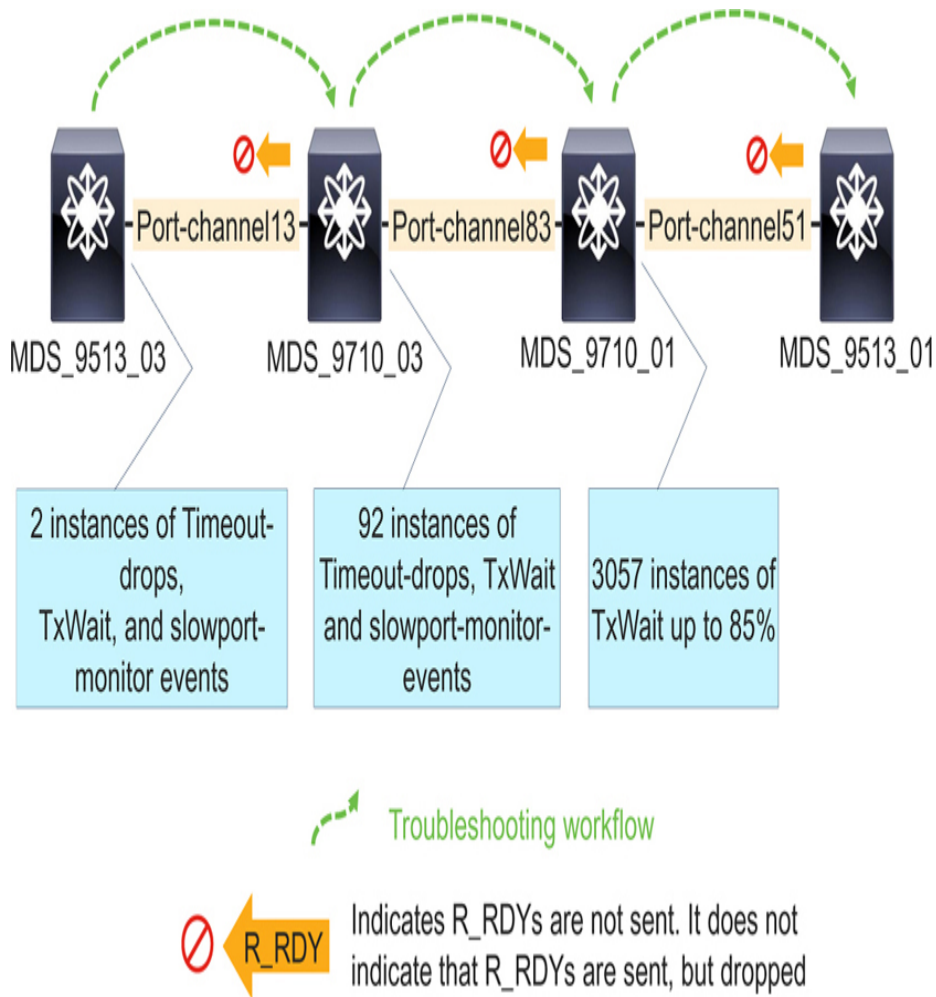 Port-channel13
Port-channel83
Port-channel51
MDS_9513_03
MDS_9710_03
MDS_9710_01
MDS_9513_01
2 instances of Timeout-
drops,
TxWait, and slowport-
monitor events
92 instances of
Timeout-drops, TxWait
and slowport-monitor-
events
3057 instances of
TxWait up to 85%
Troubleshooting workflow
R_RDY
Indicates R_RDYs are not sent. It does not
indicate that R_RDYs are sent, but dropped